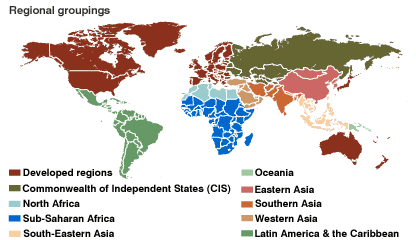 Regional groupings
Developed regions
Commonwealth of Independent States (CIS)
North Africa
Sub-Saharan Africa
South-Eastern Asia
Oceania
Eastern Asia
Southern Asia
Western Asia
Latin America & the Caribbean